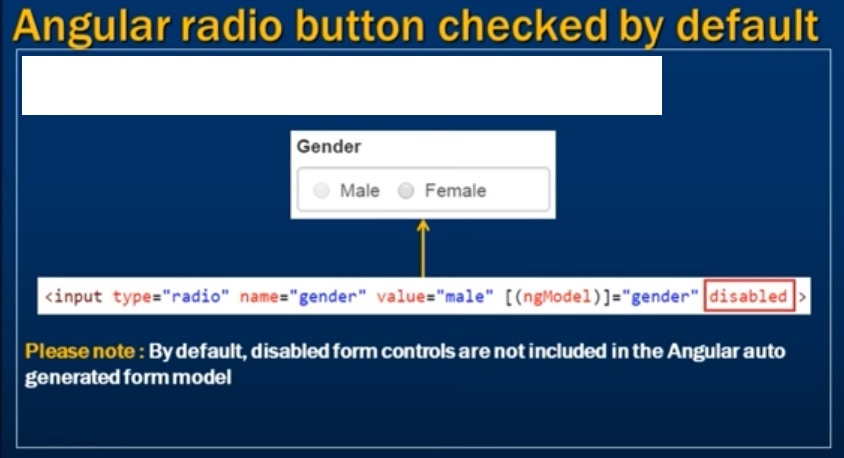 Angular radio button checked by default
Gender
Male Female
<input type="radio" name="gender" value="male" [(ngModel)]="gender" disabled >
Please note : By default, disabled form controls are not included in the Angular auto
generated form model